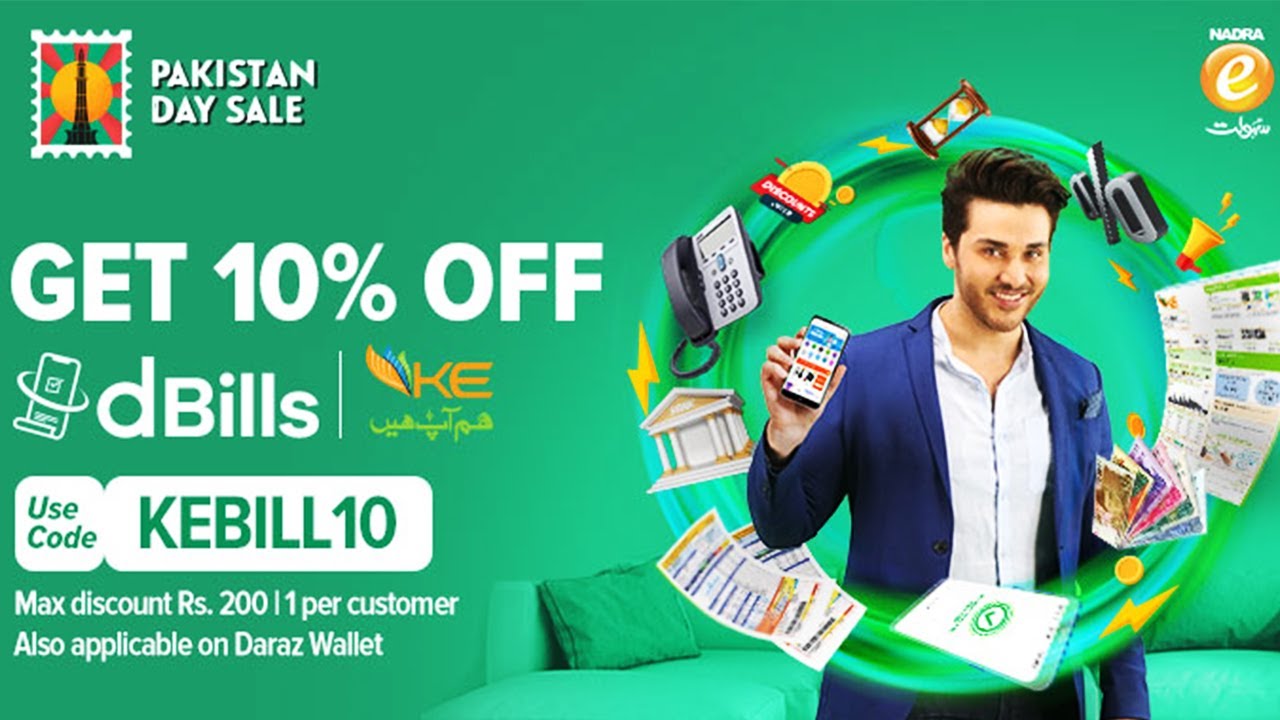 PAKISTAN
DAY SALE
NADRA
e
سہولت
GET 10% OFF
dBills
KE
ہم آپ ہیں
Use
Code
KEBILL10
Max discount Rs. 200 | 1 per customer
Also applicable on Daraz Wallet
DISCOUNTS